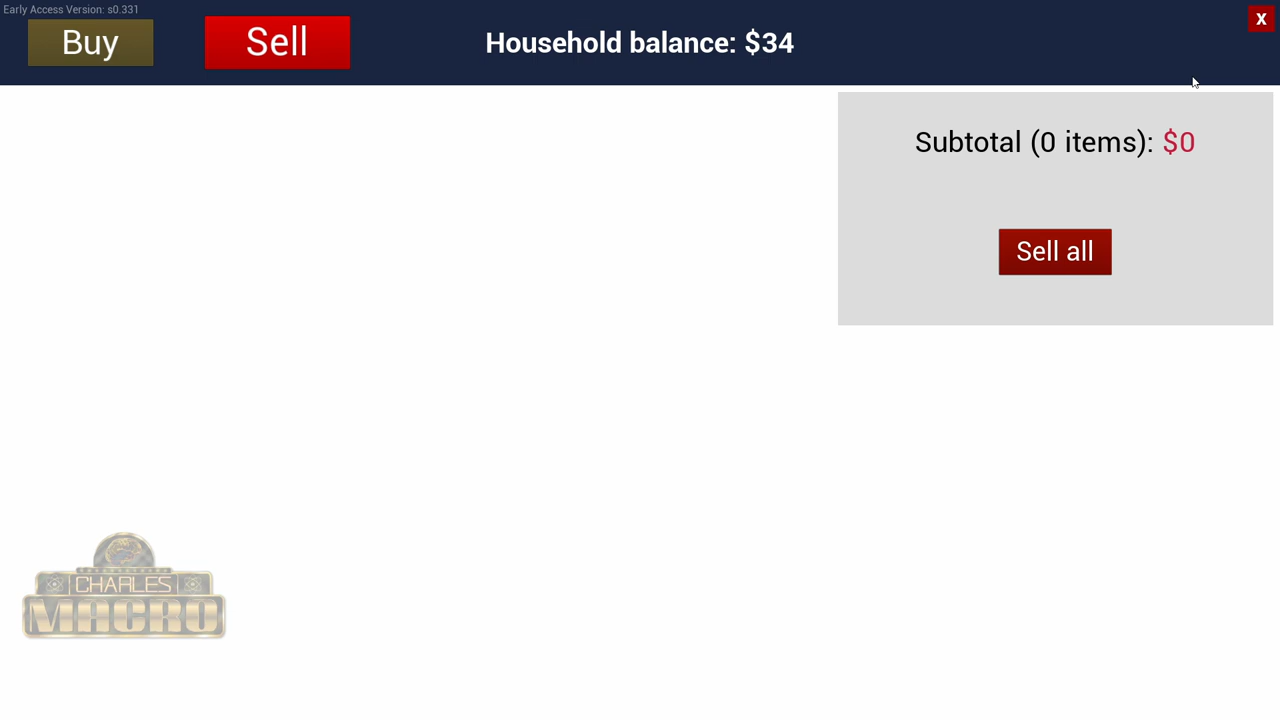 Early Access Version: s0.331
Buy
Sell
Household balance: $34
X
Subtotal (0 items): $0
Sell all
CHARLES
MACRO